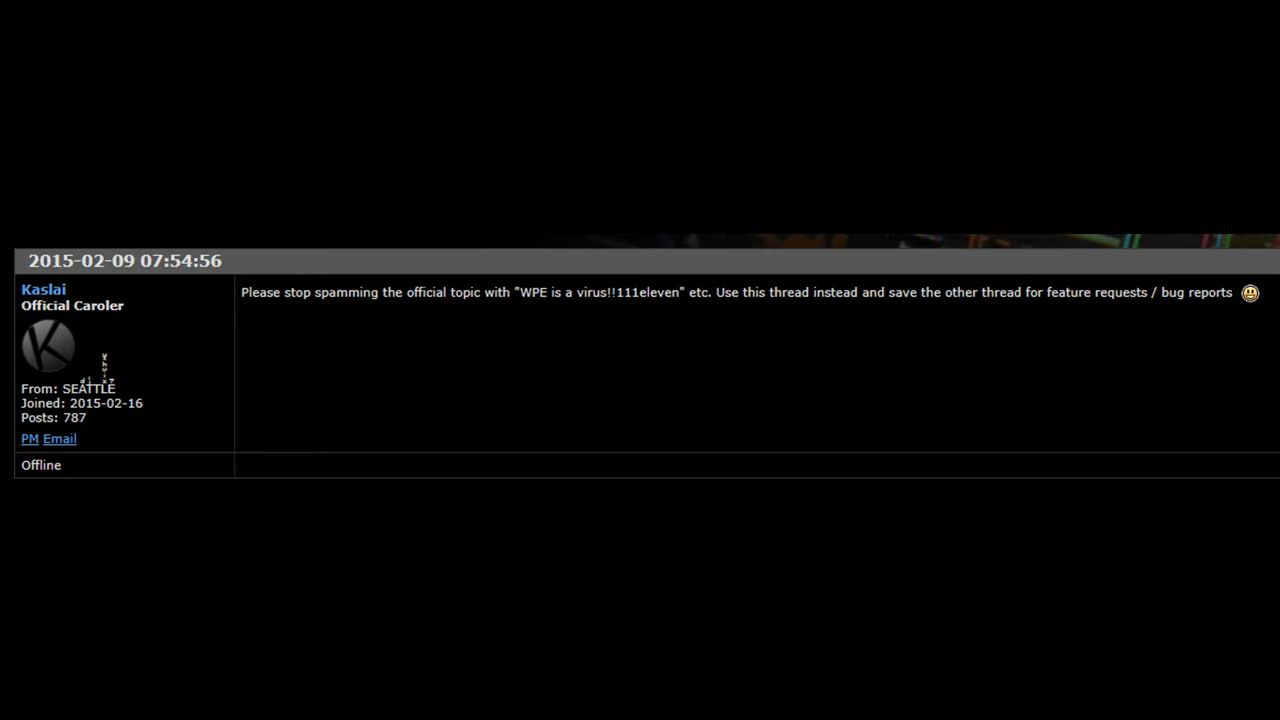 2015-02-09 07:54:56
Kaslai
Official Caroler
Please stop spamming the official topic with "WPE is a virus!!111eleven" etc. Use this thread instead and save the other thread for feature requests / bug reports
From: SEATTLE
Joined: 2015-02-16
Posts: 787
PM Email
Offline